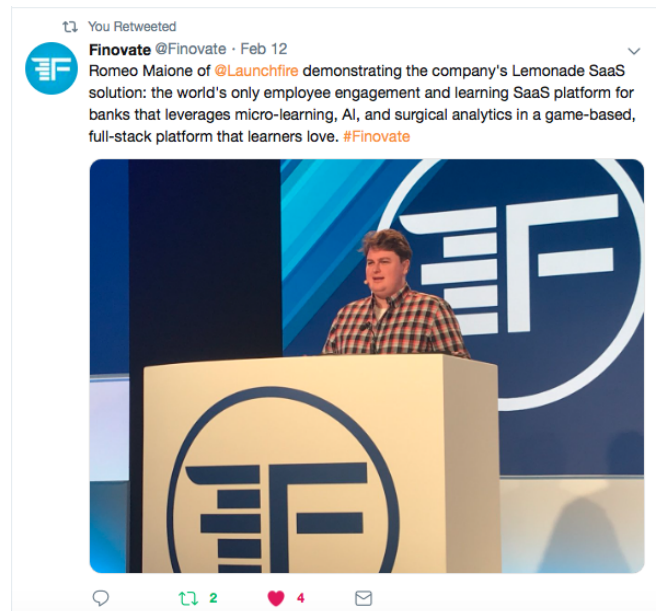 You Retweeted
Finovate @Finovate · Feb 12
Romeo Maione of @Launchfire demonstrating the company's Lemonade SaaS
solution: the world's only employee engagement and learning SaaS platform for
banks that leverages micro-learning, AI, and surgical analytics in a game-based,
full-stack platform that learners love. #Finovate
F
F
F
2
4